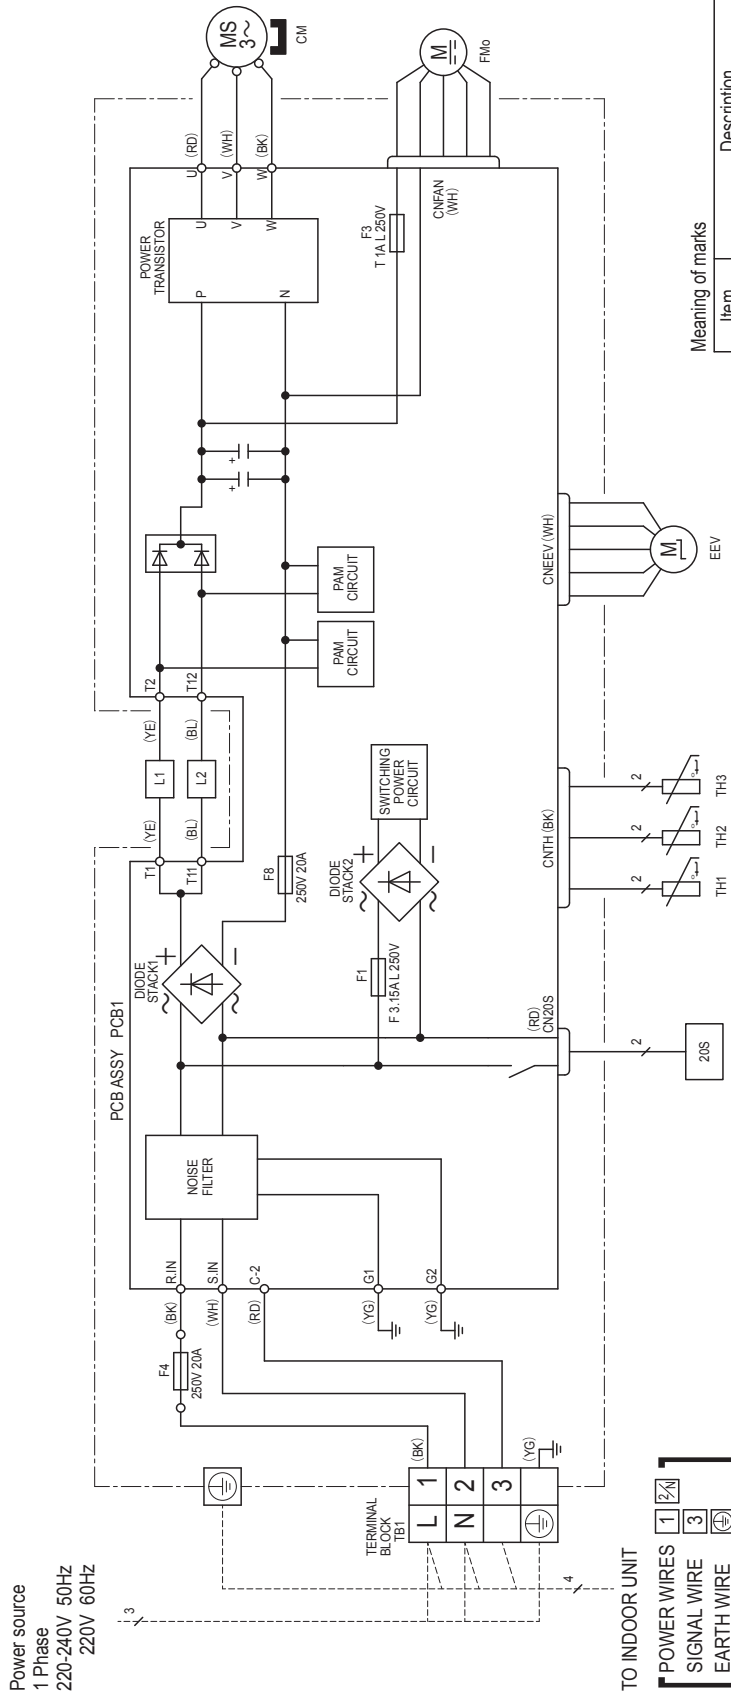 Power source
1 Phase
220-240V 50Hz
220V 60Hz
3
4
TO INDOOR UNIT
POWER WIRES 1 2/N
SIGNAL WIRE 3
EARTH WIRE
TERMINAL
BLOCK
TB1
L 1
N 2
3
(BK)
(YG)
F4
250V 20A
(BK)
(WH)
(RD)
(YG)
(YG)
R.IN
S.IN
C-2
G1
G2
PCB ASSY PCB1
NOISE
FILTER
DIODE
STACK1
+
−
~
~
F8
250V 20A
F1
F 3.15A L 250V
DIODE
STACK2
+
−
~
~
SWITCHING
POWER
CIRCUIT
T1
T11
(YE)
(BL)
L1
L2
(YE)
(BL)
T2
T12
PAM
CIRCUIT
PAM
CIRCUIT
+
+
POWER
TRANSISTOR
P
N
U
V
W
U
V
W
(RD)
(WH)
(BK)
MS
3~
CM
F3
T 1A L 250V
CNFAN
(WH)
M
FMo
(RD)
CN20S
2
20S
CNTH (BK)
2
2
2
TH1
TH2
TH3
CNEEV (WH)
M
EEV
Meaning of marks
Item
Description